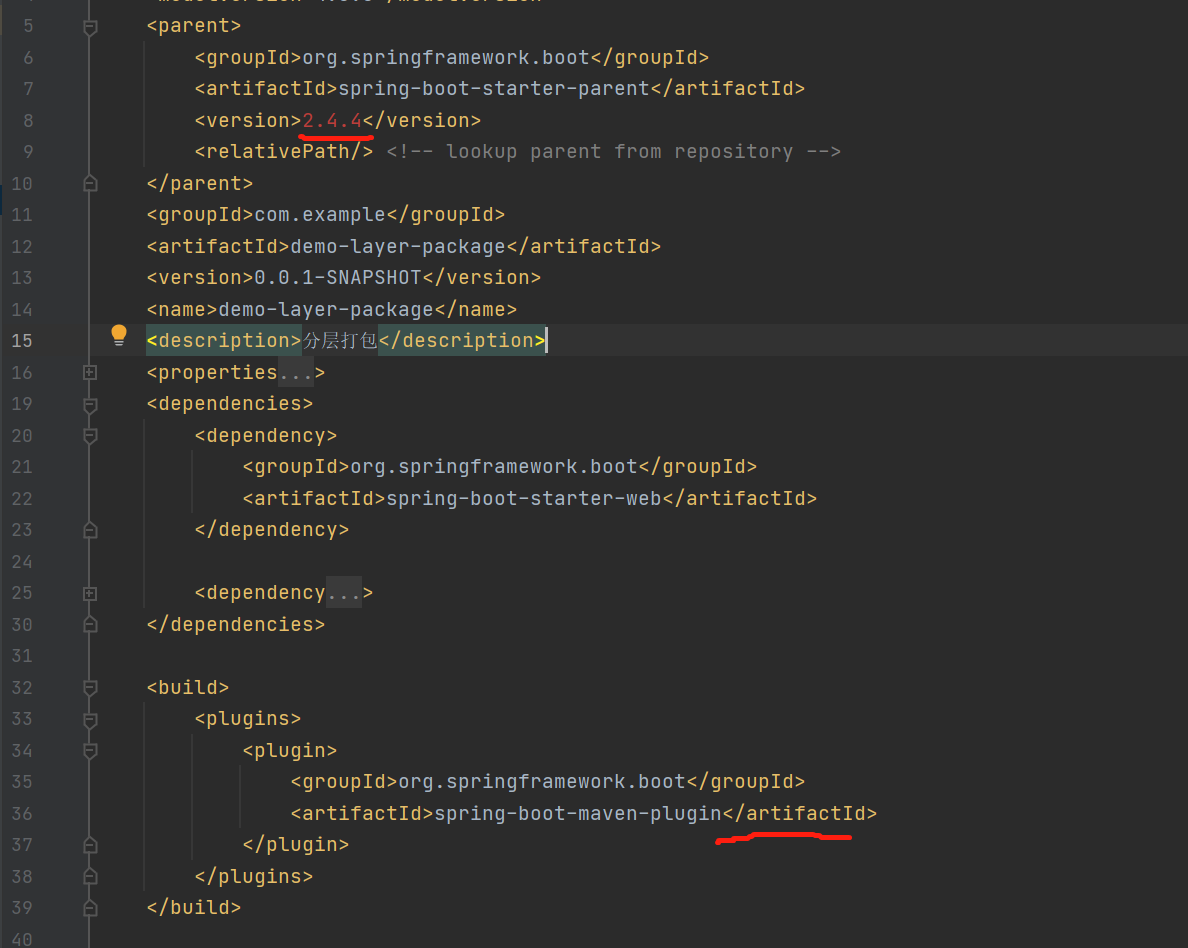 5 <parent>
6 <groupId>org.springframework.boot</groupId>
7 <artifactId>spring-boot-starter-parent</artifactId>
8 <version>2.4.4</version>
9 <relativePath/> <!-- lookup parent from repository -->
10 </parent>
11 <groupId>com.example</groupId>
12 <artifactId>demo-layer-package</artifactId>
13 <version>0.0.1-SNAPSHOT</version>
14 <name>demo-layer-package</name>
15 <description>分层打包</description>
16 <properties...>
19 <dependencies>
20 <dependency>
21 <groupId>org.springframework.boot</groupId>
22 <artifactId>spring-boot-starter-web</artifactId>
23 </dependency>
24
25 <dependency...>
30 </dependencies>
31
32 <build>
33 <plugins>
34 <plugin>
35 <groupId>org.springframework.boot</groupId>
36 <artifactId>spring-boot-maven-plugin</artifactId>
37 </plugin>
38 </plugins>
39 </build>
40